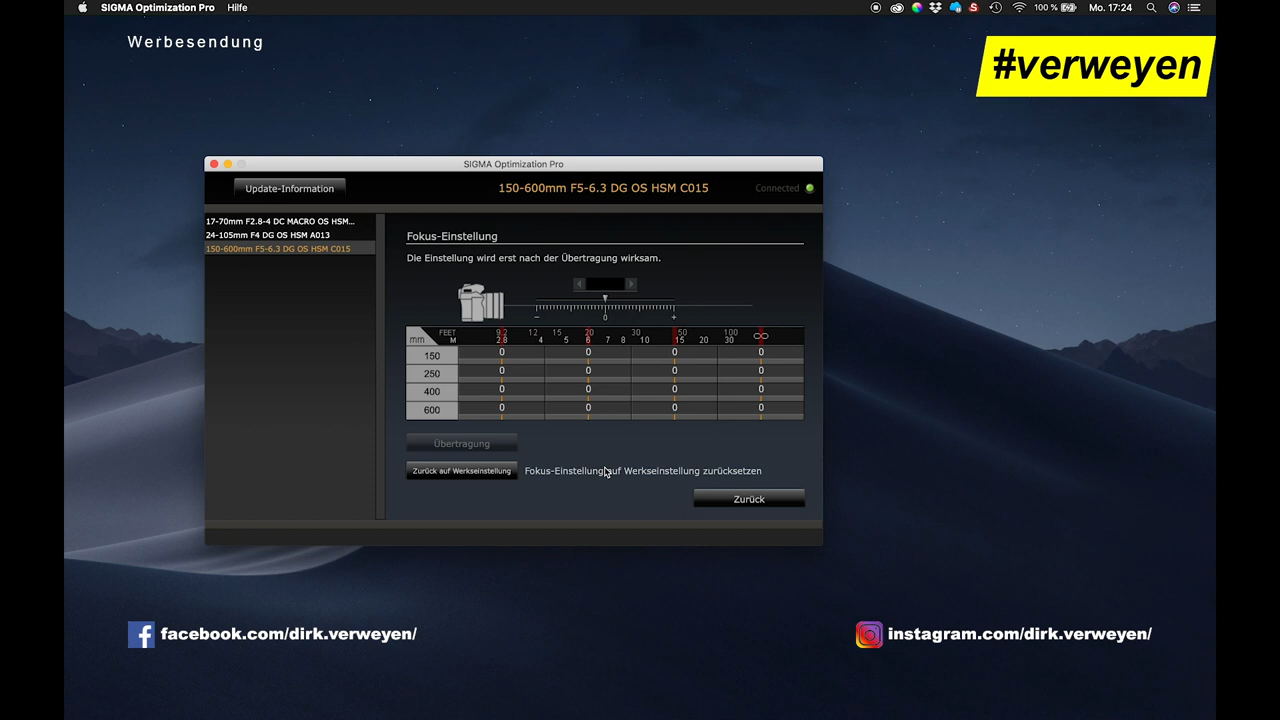 SIGMA Optimization Pro Hilfe
100 % Mo. 17:24
Werbesendung
#verweyen
SIGMA Optimization Pro
Update-Information
150-600mm F5-6.3 DG OS HSM C015
Connected
17-70mm F2.8-4 DC MACRO OS HSM...
24-105mm F4 DG OS HSM A013
150-600mm F5-6.3 DG OS HSM C015
Fokus-Einstellung
Die Einstellung wird erst nach der Übertragung wirksam.
− 0 +
FEET 9.2 12 15 20 30 50 100 ∞
mm M 2.8 4 5 6 7 8 10 15 20 30
150 0 0 0 0
250 0 0 0 0
400 0 0 0 0
600 0 0 0 0
Übertragung
Zurück auf Werkseinstellung
Fokus-Einstellung auf Werkseinstellung zurücksetzen
Zurück
facebook.com/dirk.verweyen/
instagram.com/dirk.verweyen/